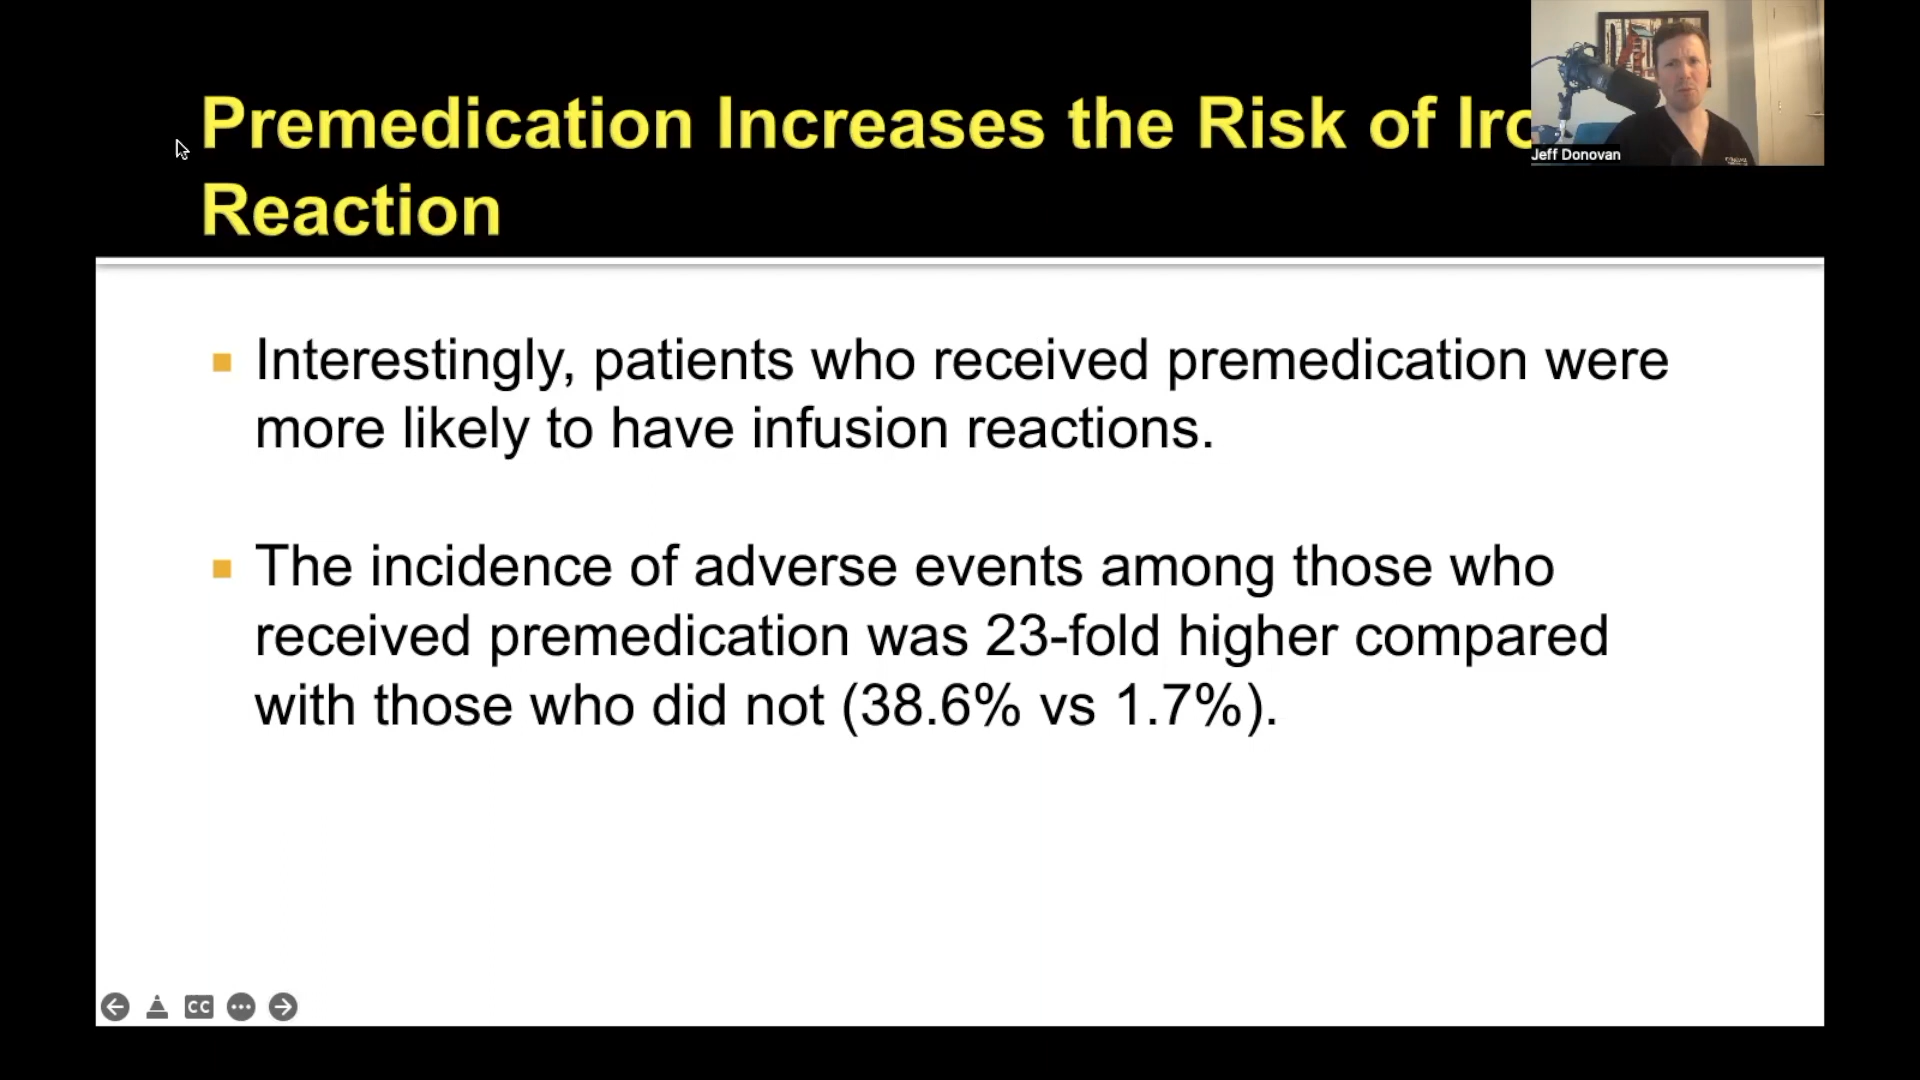 Premedication Increases the Risk of Iro
Jeff Donovan
Reaction
Interestingly, patients who received premedication were
more likely to have infusion reactions.
The incidence of adverse events among those who
received premedication was 23-fold higher compared
with those who did not (38.6% vs 1.7%).
CC